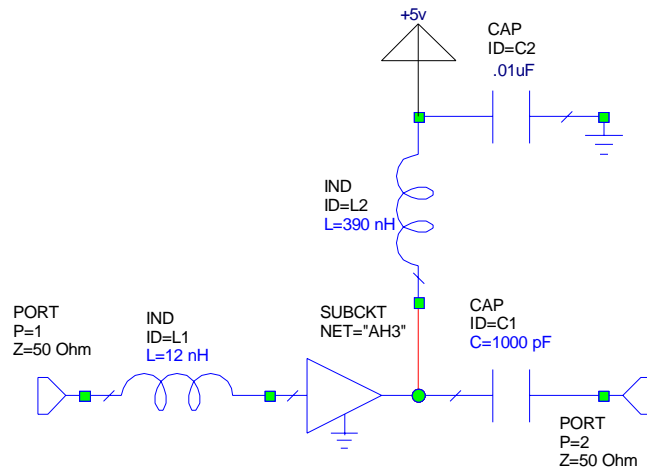 +5v
CAP
ID=C2
.01uF
IND
ID=L2
L=390 nH
PORT
P=1
Z=50 Ohm
IND
ID=L1
L=12 nH
SUBCKT
NET="AH3"
CAP
ID=C1
C=1000 pF
PORT
P=2
Z=50 Ohm